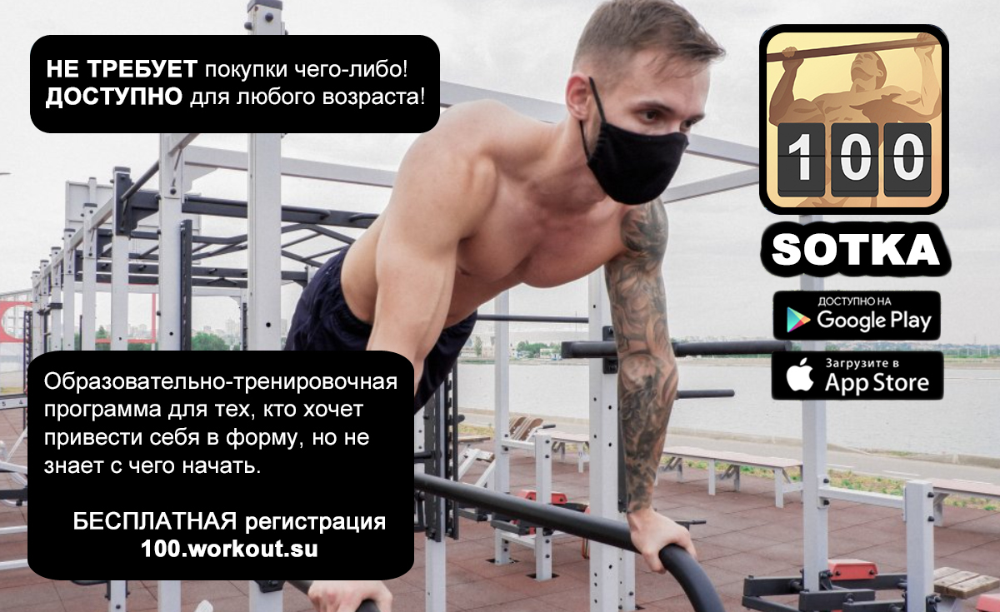 НЕ ТРЕБУЕТ покупки чего-либо!
ДОСТУПНО для любого возраста!
100
SOTKA
ДОСТУПНО НА
Google Play
Загрузите в
App Store
Образовательно-тренировочная
программа для тех, кто хочет
привести себя в форму, но не
знает с чего начать.
БЕСПЛАТНАЯ регистрация
100.workout.su